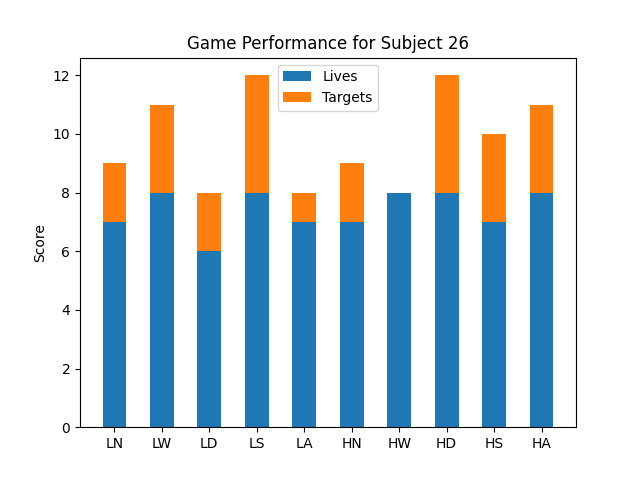 Game Performance for Subject 26
Lives
Targets
Score
12
10
8
6
4
2
0
LN LW LD LS LA HN HW HD HS HA